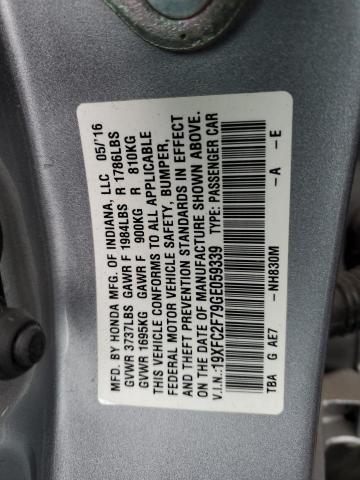 MFD. BY HONDA MFG. OF INDIANA, LLC 05/'16
GVWR 3737LBS GAWR F 1984LBS R 1786LBS
GVWR 1695KG GAWR F 900KG R 810KG
THIS VEHICLE CONFORMS TO ALL APPLICABLE
FEDERAL MOTOR VEHICLE SAFETY, BUMPER,
AND THEFT PREVENTION STANDARDS IN EFFECT
ON THE DATE OF MANUFACTURE SHOWN ABOVE.
V.I.N.:19XFC2F79GE059339 TYPE: PASSENGER CAR
TBA G AE7 -NH830M -A -E